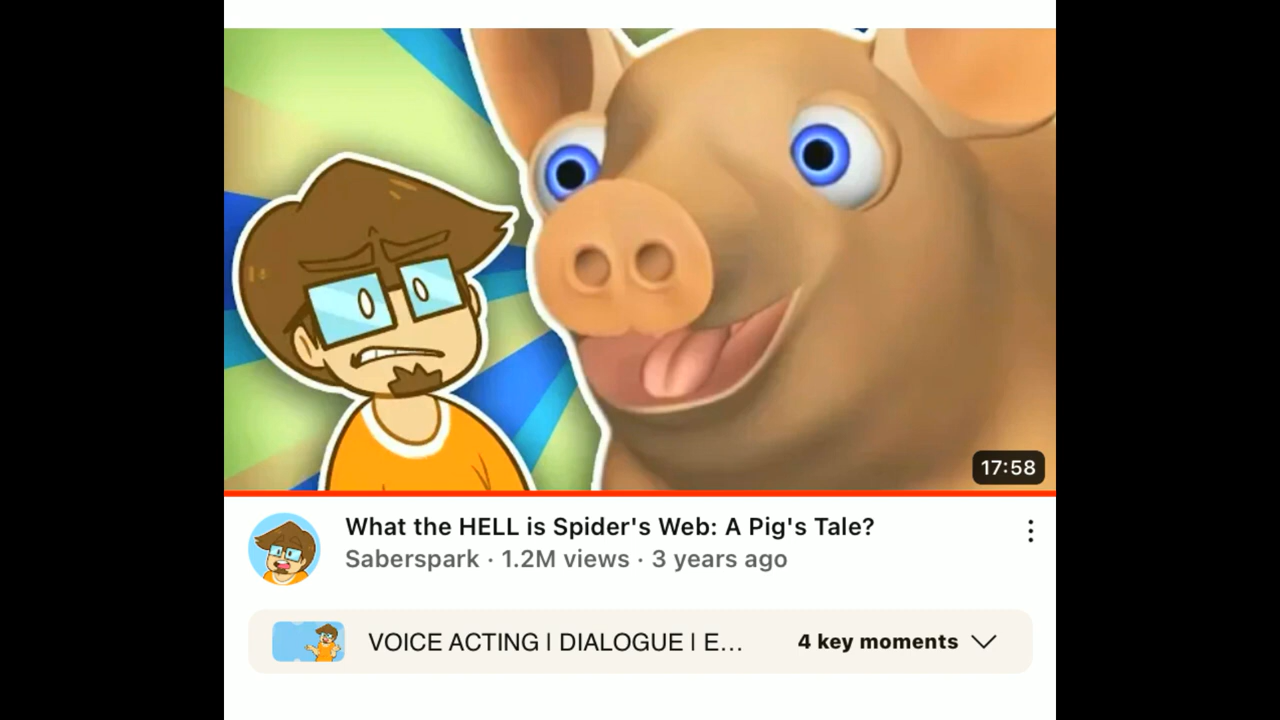 17:58
What the HELL is Spider's Web: A Pig's Tale?
Saberspark · 1.2M views · 3 years ago
VOICE ACTING | DIALOGUE | E... 4 key moments